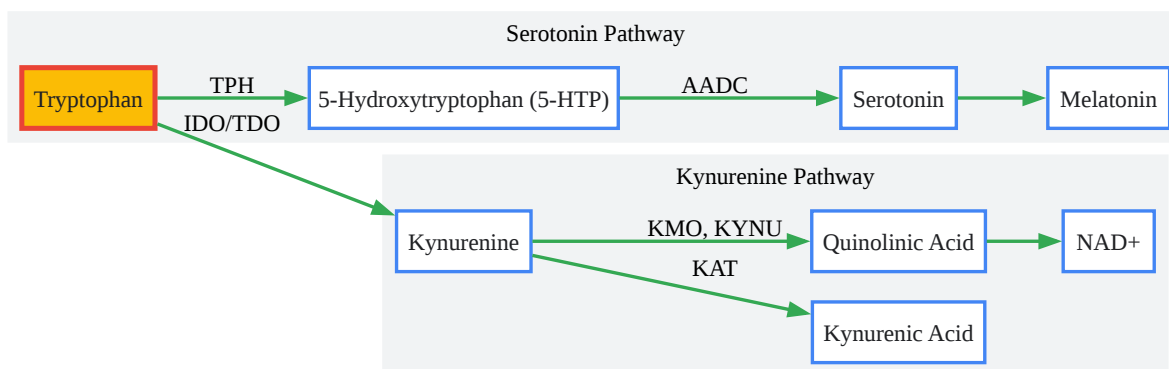 Serotonin Pathway
Tryptophan
TPH
5-Hydroxytryptophan (5-HTP)
AADC
Serotonin
Melatonin
IDO/TDO
Kynurenine Pathway
Kynurenine
KMO, KYNU
Quinolinic Acid
NAD+
KAT
Kynurenic Acid